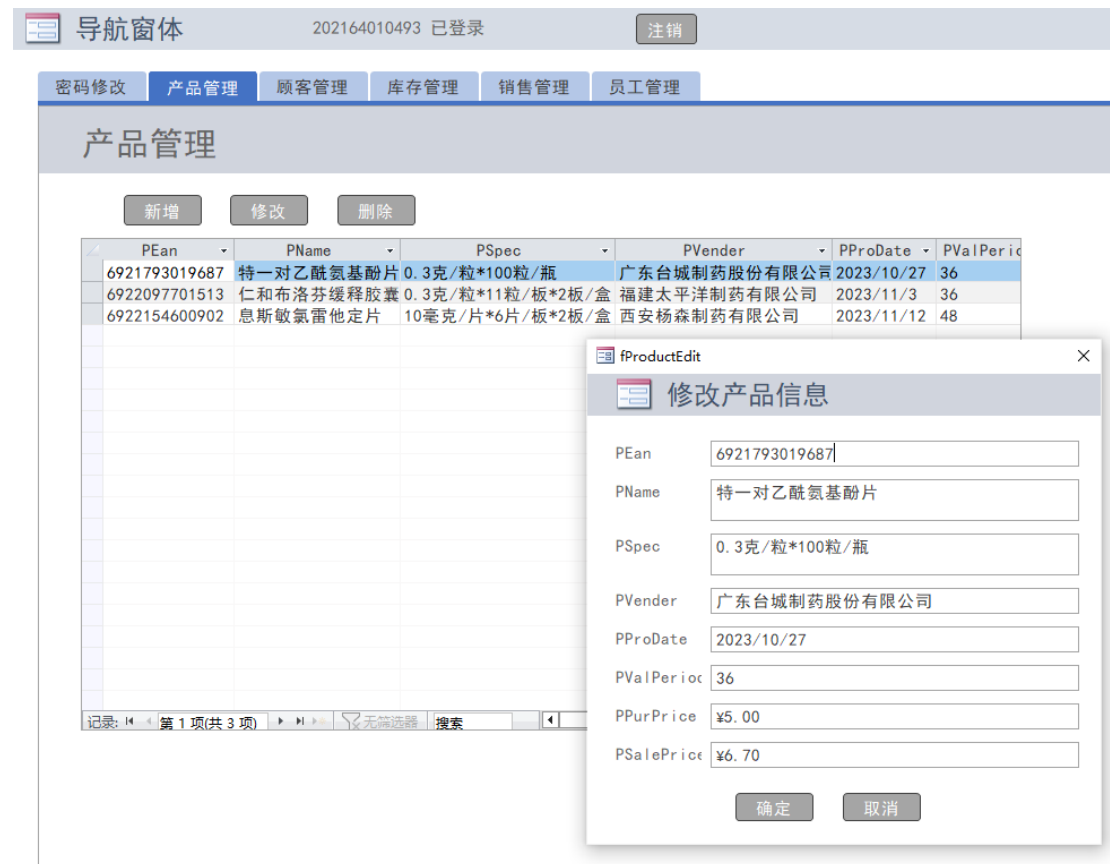 导航窗体 202164010493 已登录 注销
密码修改 产品管理 顾客管理 库存管理 销售管理 员工管理
产品管理
新增 修改 删除
PEan PName PSpec PVender PProDate PValPeric
6921793019687 特一对乙酰氨基酚片 0.3克/粒*100粒/瓶 广东台城制药股份有限公司 2023/10/27 36
6922097701513 仁和布洛芬缓释胶囊 0.3克/粒*11粒/板*2板/盒 福建太平洋制药有限公司 2023/11/3 36
6922154600902 息斯敏氯雷他定片 10毫克/片*6片/板*2板/盒 西安杨森制药有限公司 2023/11/12 48
记录: 第 1 项(共 3 项) 无筛选器 搜索
fProductEdit
修改产品信息
PEan 6921793019687
PName 特一对乙酰氨基酚片
PSpec 0.3克/粒*100粒/瓶
PVender 广东台城制药股份有限公司
PProDate 2023/10/27
PValPerioc 36
PPurPrice ¥5.00
PSalePrice ¥6.70
确定 取消